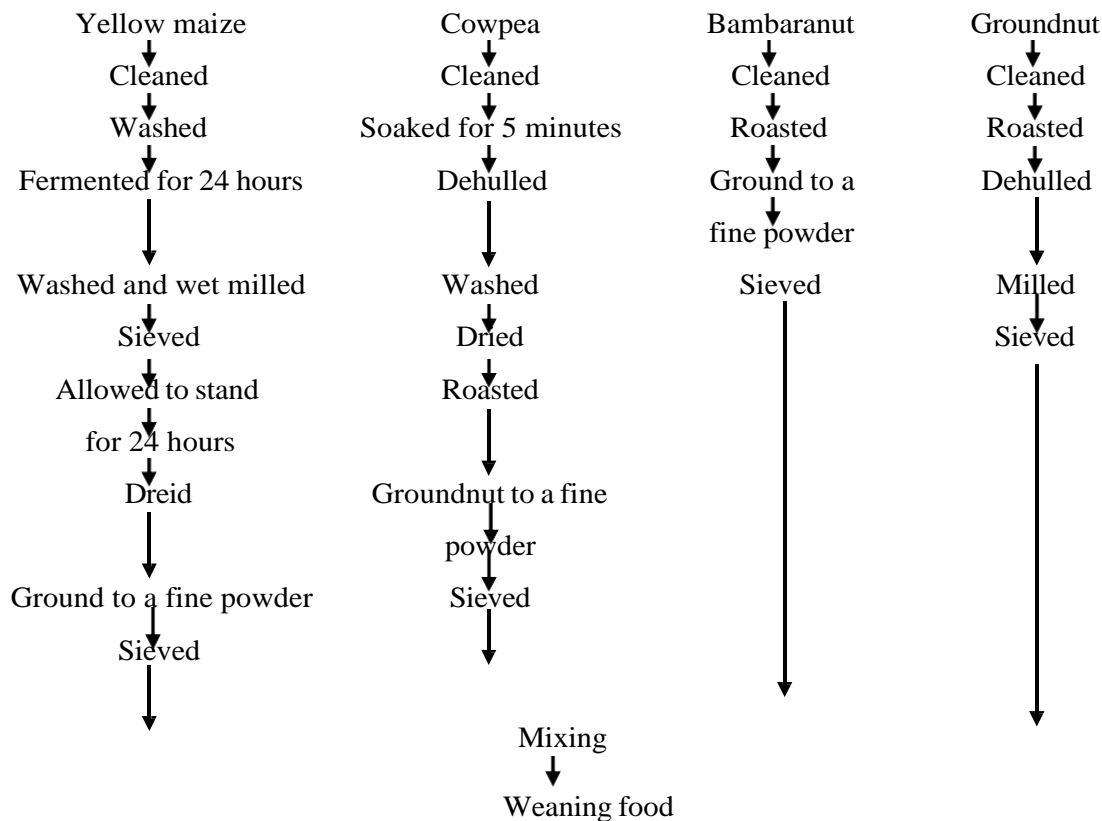 Yellow maize
Cleaned
Washed
Fermented for 24 hours
Washed and wet milled
Sieved
Allowed to stand
for 24 hours
Dreid
Ground to a fine powder
Sieved
Cowpea
Cleaned
Soaked for 5 minutes
Dehulled
Washed
Dried
Roasted
Groundnut to a fine
powder
Sieved
Bambaranut
Cleaned
Roasted
Ground to a
fine powder
Sieved
Groundnut
Cleaned
Roasted
Dehulled
Milled
Sieved
Mixing
Weaning food